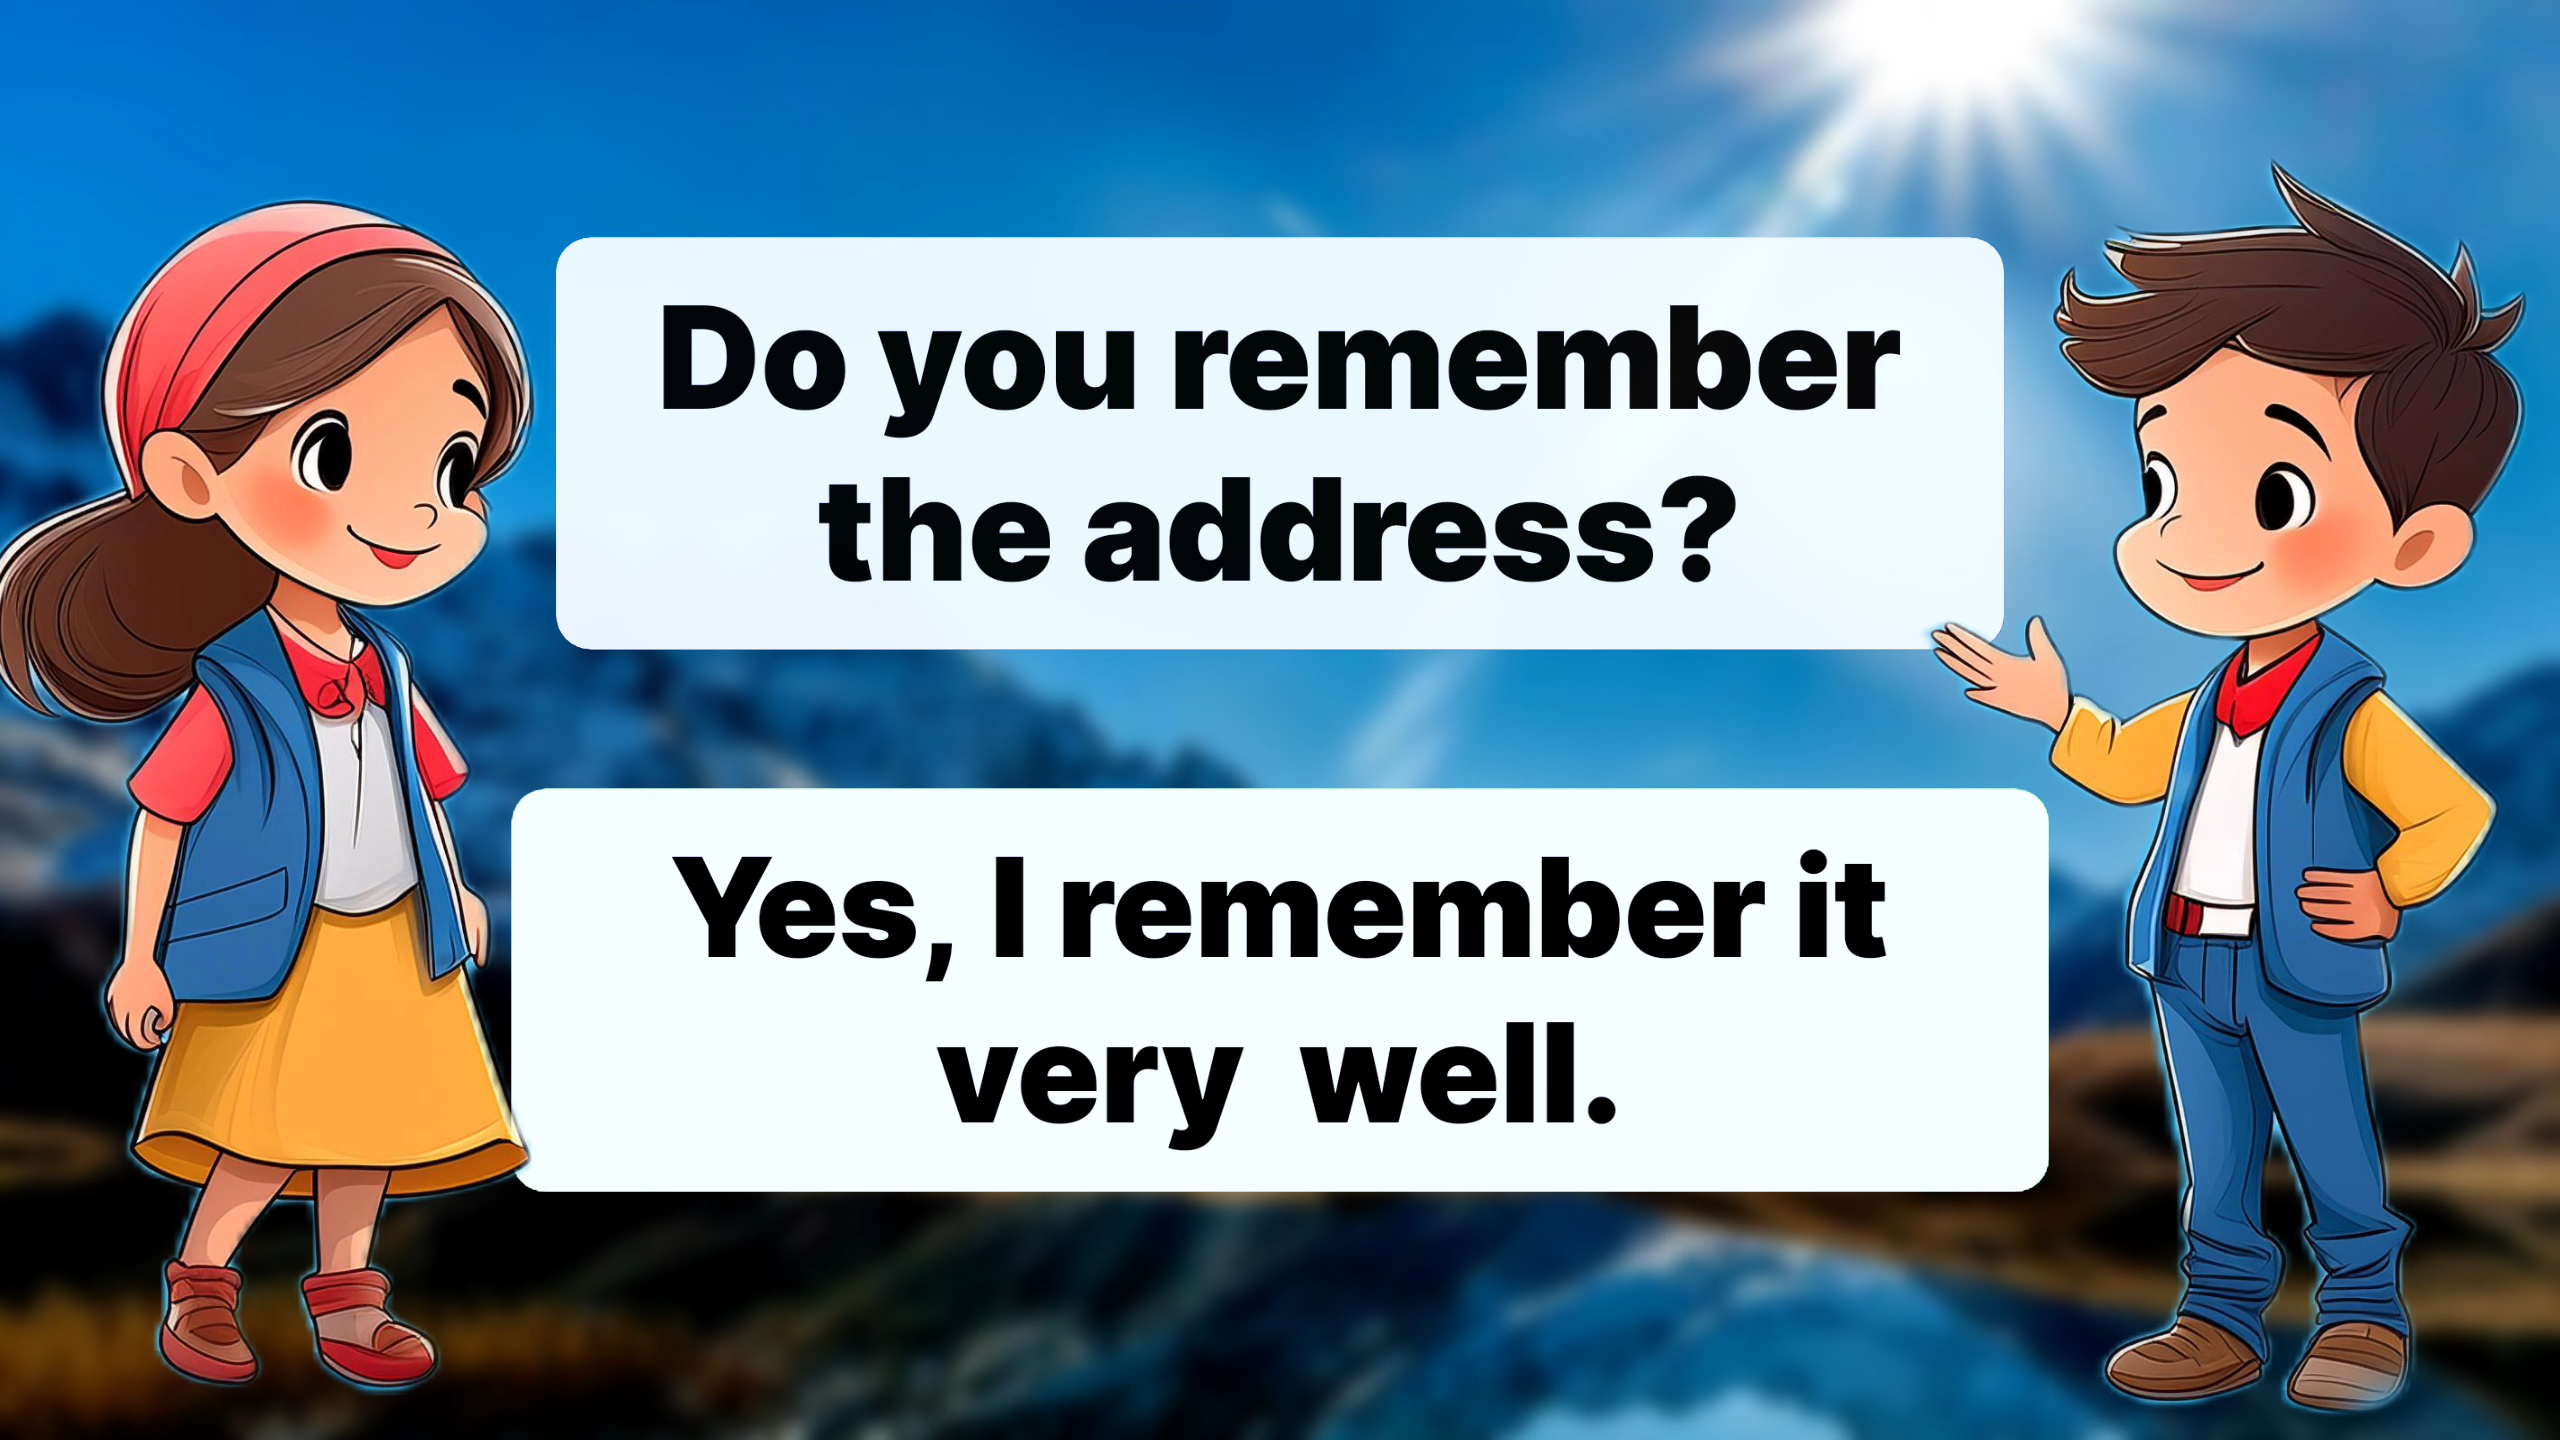 Do you remember
the address?
Yes, I remember it
very  well.